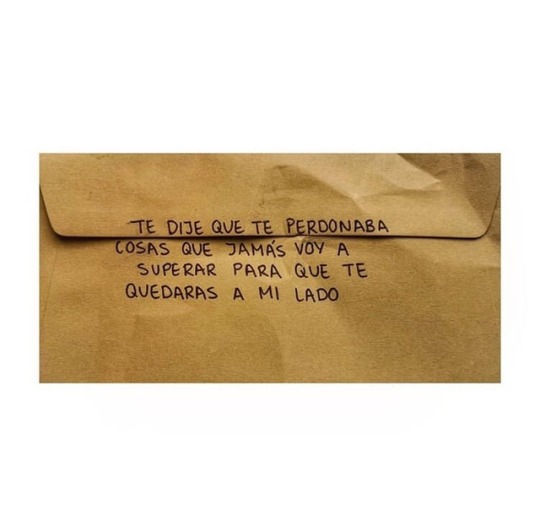 TE DIJE QUE TE PERDONABA
COSAS QUE JAMÁS VOY A
SUPERAR PARA QUE TE
QUEDARAS A MI LADO